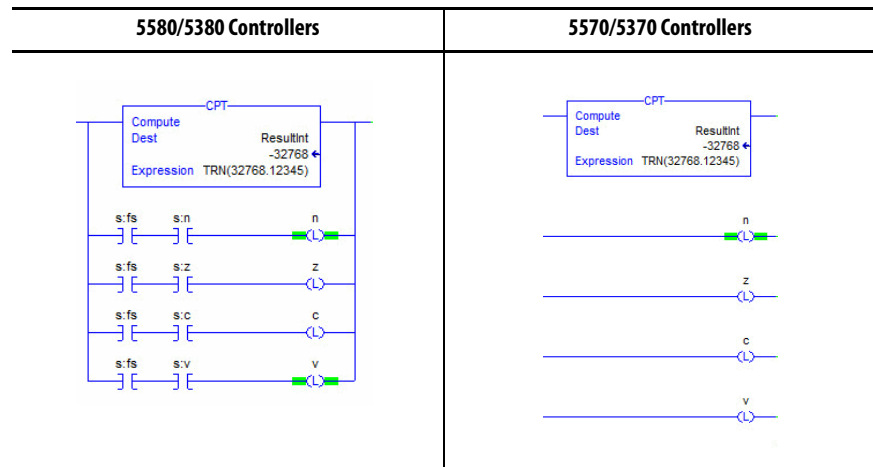 5580/5380 Controllers
5570/5370 Controllers
CPT
Compute
Dest ResultInt
-32768
Expression TRN(32768.12345)
s:fs s:n n
L
s:fs s:z z
L
s:fs s:c c
L
s:fs s:v v
L
CPT
Compute
Dest ResultInt
-32768
Expression TRN(32768.12345)
n
L
z
L
c
L
v
L